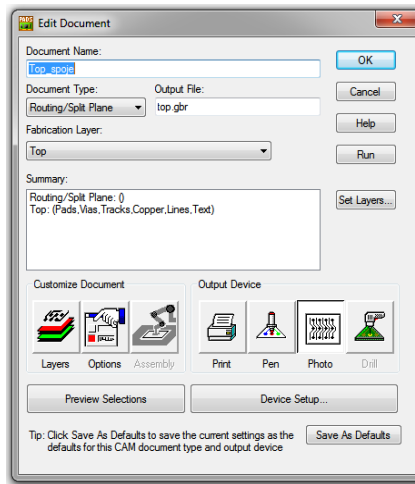 Edit Document
Document Name:
Top_spoje
OK
Document Type:
Output File:
Routing/Split Plane
top.gbr
Cancel
Fabrication Layer:
Help
Top
Run
Summary:
Routing/Split Plane: ()
Top: (Pads,Vias,Tracks,Copper,Lines,Text)
Set Layers...
Customize Document
Output Device
Layers
Options
Assembly
Print
Pen
Photo
Drill
Preview Selections
Device Setup...
Tip: Click Save As Defaults to save the current settings as the
defaults for this CAM document type and output device
Save As Defaults